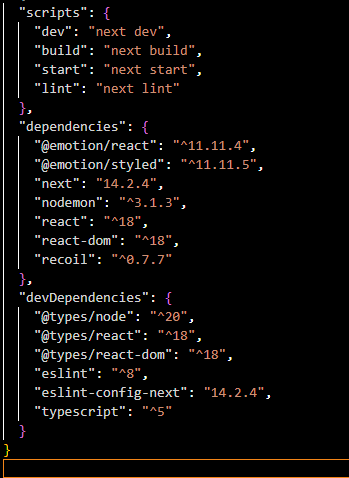 "scripts": {
"dev": "next dev",
"build": "next build",
"start": "next start",
"lint": "next lint"
},
"dependencies": {
"@emotion/react": "^11.11.4",
"@emotion/styled": "^11.11.5",
"next": "14.2.4",
"nodemon": "^3.1.3",
"react": "^18",
"react-dom": "^18",
"recoil": "^0.7.7"
},
"devDependencies": {
"@types/node": "^20",
"@types/react": "^18",
"@types/react-dom": "^18",
"eslint": "^8",
"eslint-config-next": "14.2.4",
"typescript": "^5"
}
}